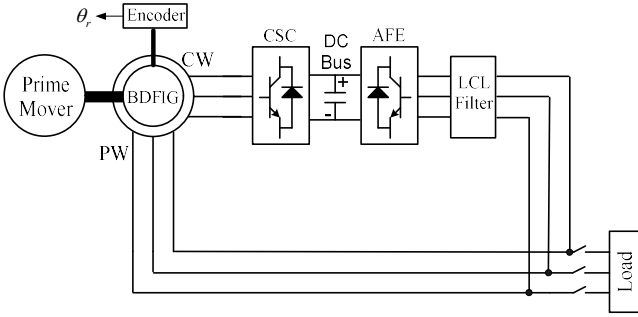 θr
Encoder
CW
CSC
DC
Bus
AFE
Prime
Mover
BDFIG
+
-
LCL
Filter
PW
Load